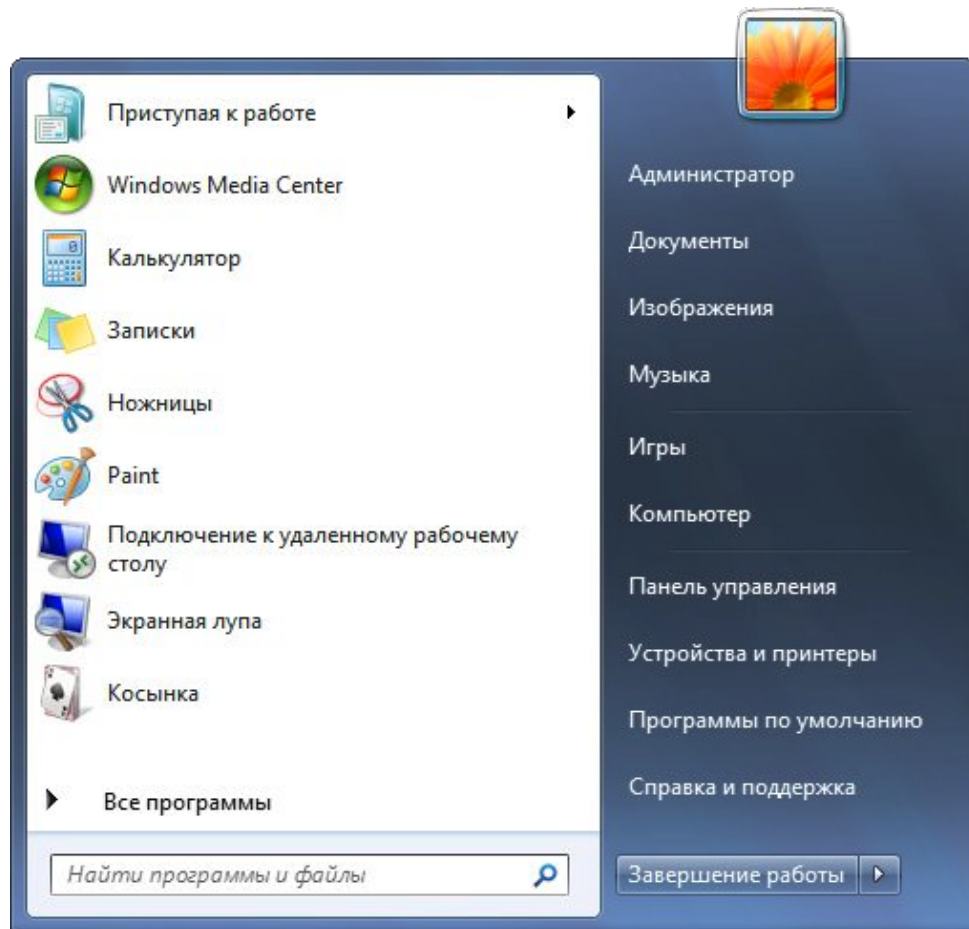 Приступая к работе
Windows Media Center
Калькулятор
Записки
Ножницы
Paint
Подключение к удаленному рабочему
столу
Экранная лупа
Косынка
Все программы
Найти программы и файлы
Администратор
Документы
Изображения
Музыка
Игры
Компьютер
Панель управления
Устройства и принтеры
Программы по умолчанию
Справка и поддержка
Завершение работы